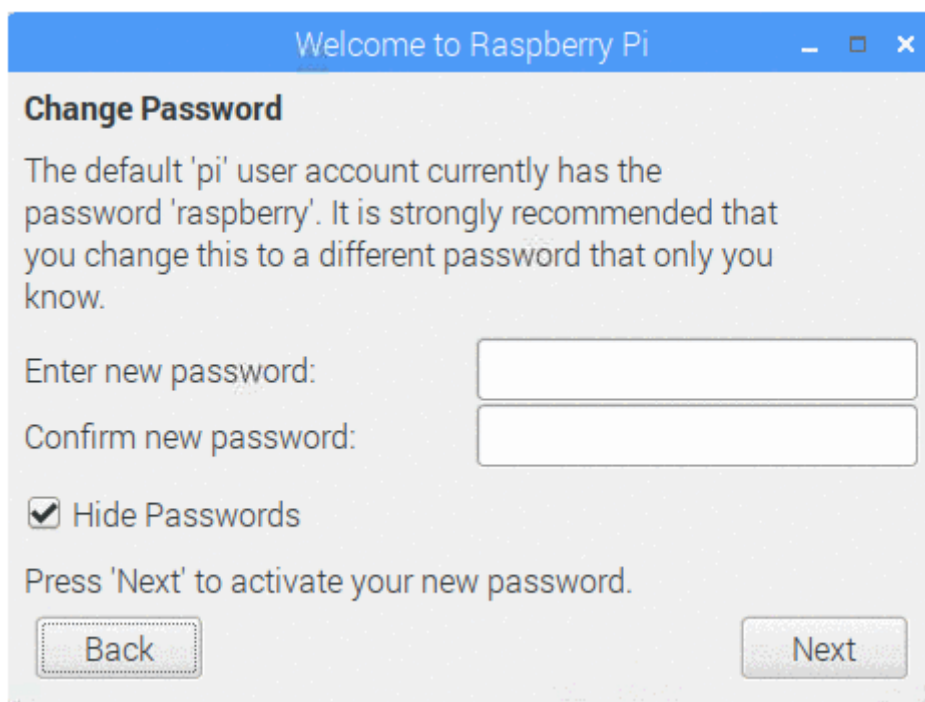 Welcome to Raspberry Pi
Change Password
The default 'pi' user account currently has the
password 'raspberry'. It is strongly recommended that
you change this to a different password that only you
know.
Enter new password:
Confirm new password:
Hide Passwords
Press 'Next' to activate your new password.
Back Next